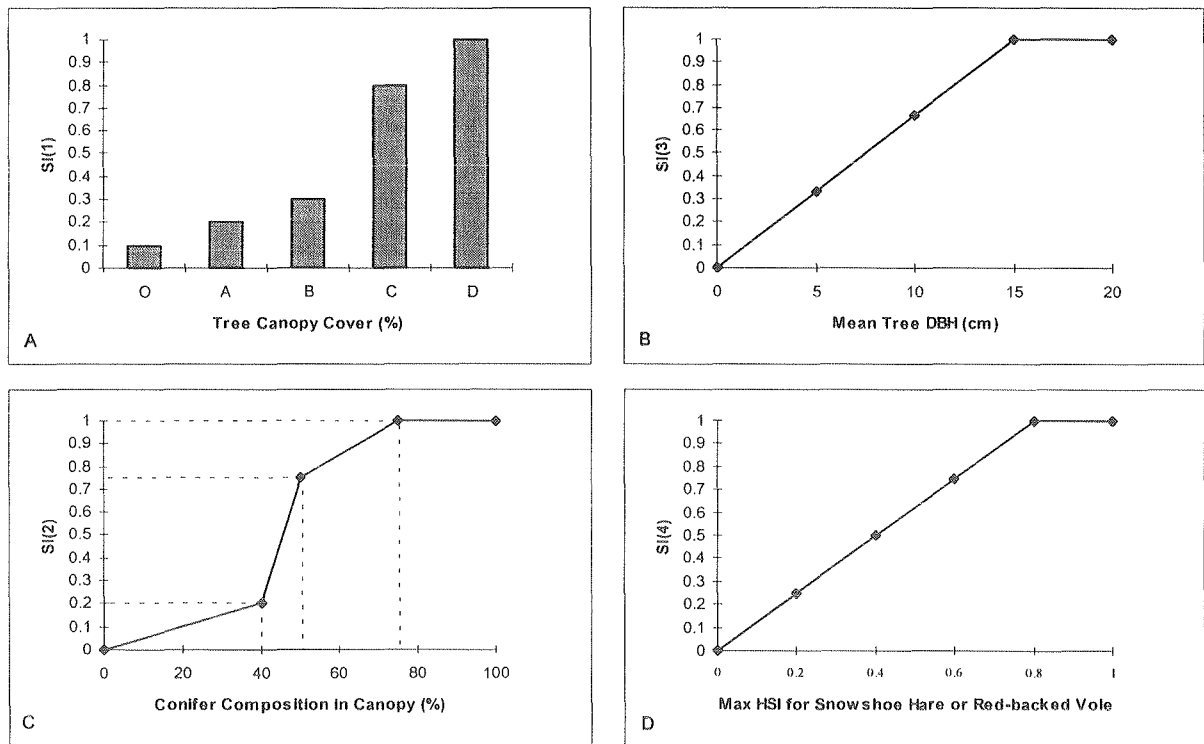 1
0.9
0.8
0.7
0.6
0.5
0.4
0.3
0.2
0.1
0
SI(1)
O A B C D
Tree Canopy Cover (%)
A
1
0.9
0.8
0.7
0.6
0.5
0.4
0.3
0.2
0.1
0
SI(3)
0 5 10 15 20
Mean Tree DBH (cm)
B
1
0.9
0.8
0.7
0.6
0.5
0.4
0.3
0.2
0.1
0
SI(2)
0 20 40 60 80 100
Conifer Composition in Canopy (%)
C
1
0.9
0.8
0.7
0.6
0.5
0.4
0.3
0.2
0.1
0
SI(4)
0 0.2 0.4 0.6 0.8 1
Max HSI for Snowshoe Hare or Red-backed Vole
D